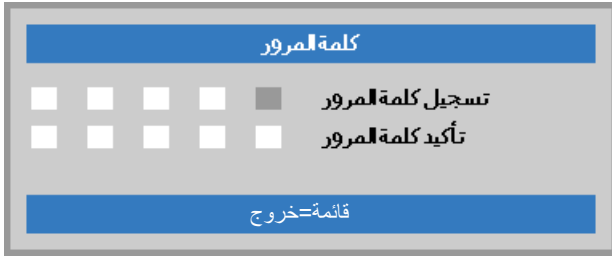 كلمة المرور
تسجيل كلمة المرور
تأكيد كلمة المرور
قائمة=خروج